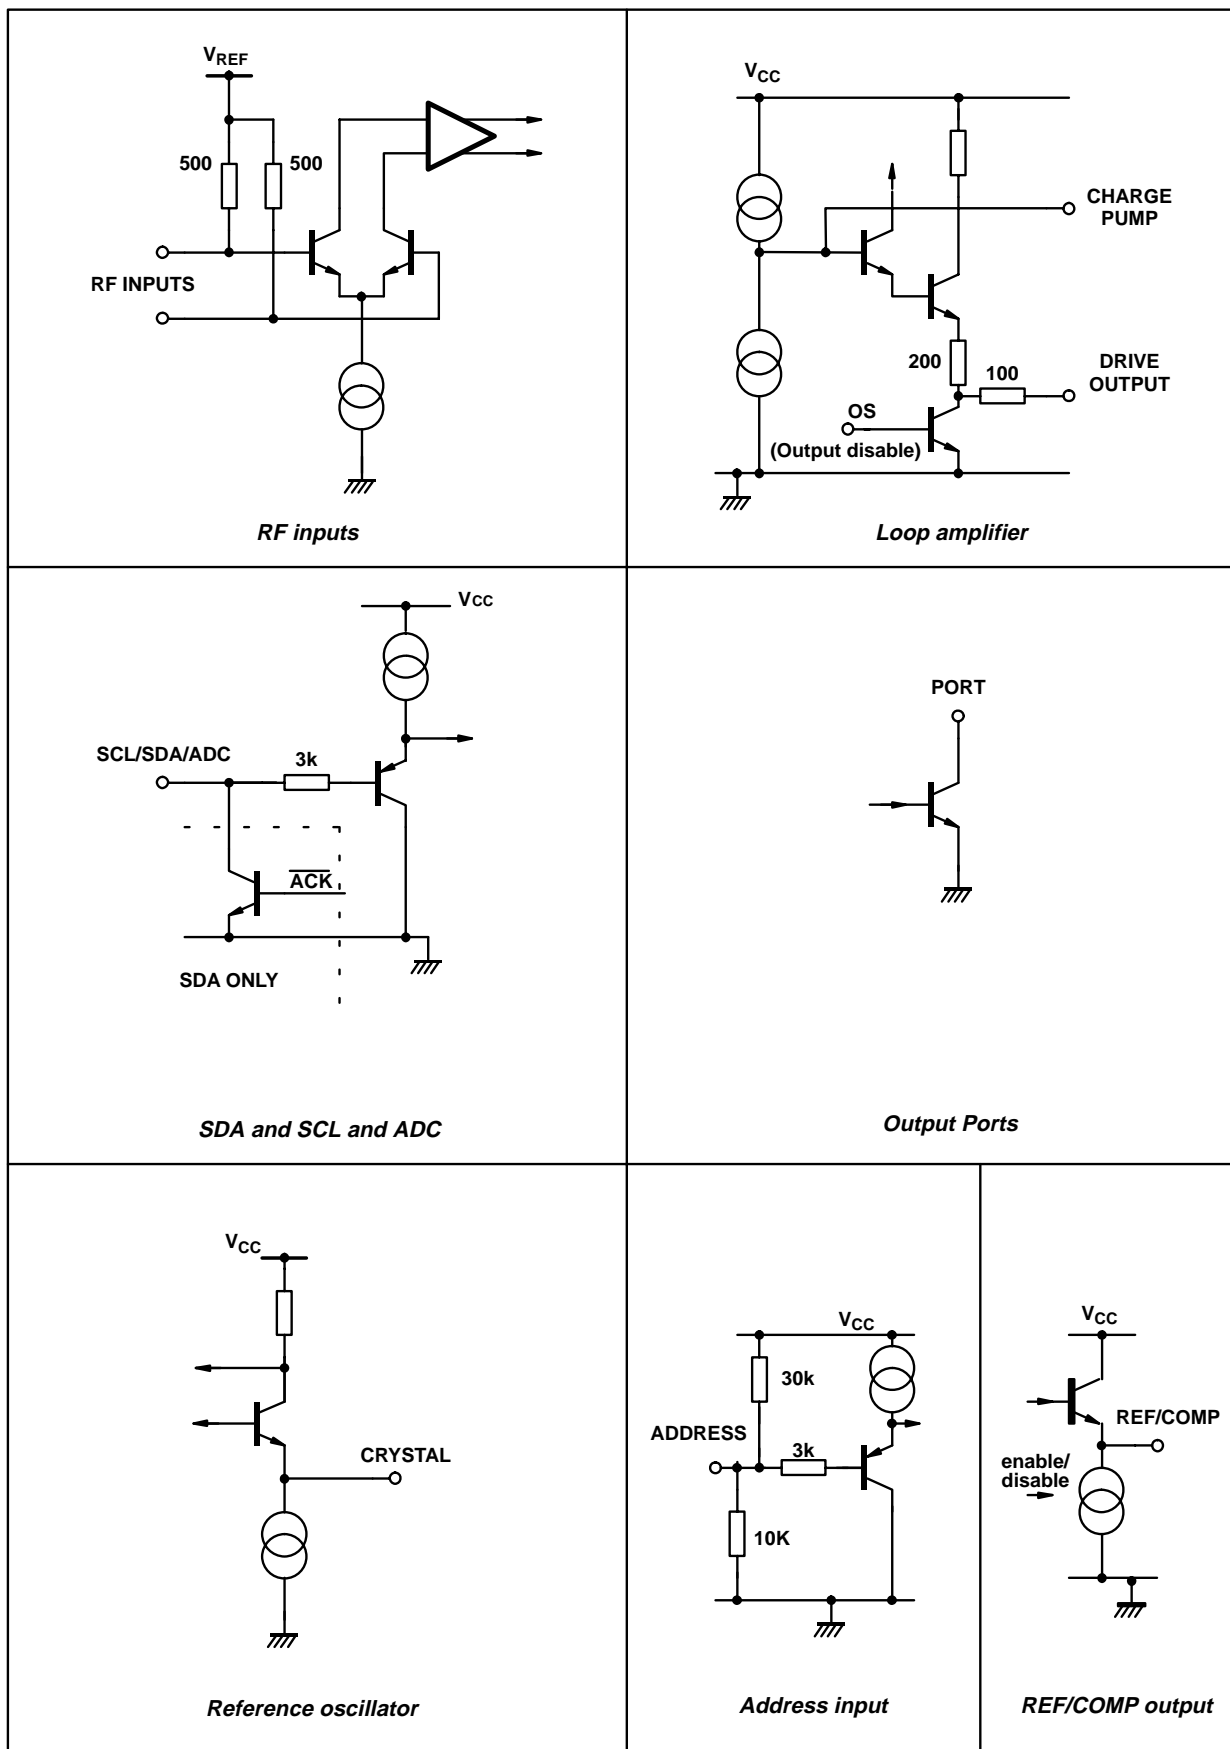 VREF
500
500
RF INPUTS
RF inputs
VCC
CHARGE
PUMP
200
100
DRIVE
OUTPUT
OS
(Output disable)
Loop amplifier
VCC
SCL/SDA/ADC
3k
ACK
SDA ONLY
SDA and SCL and ADC
PORT
Output Ports
VCC
CRYSTAL
Reference oscillator
VCC
30k
ADDRESS
3k
10K
Address input
VCC
REF/COMP
enable/
disable
REF/COMP output